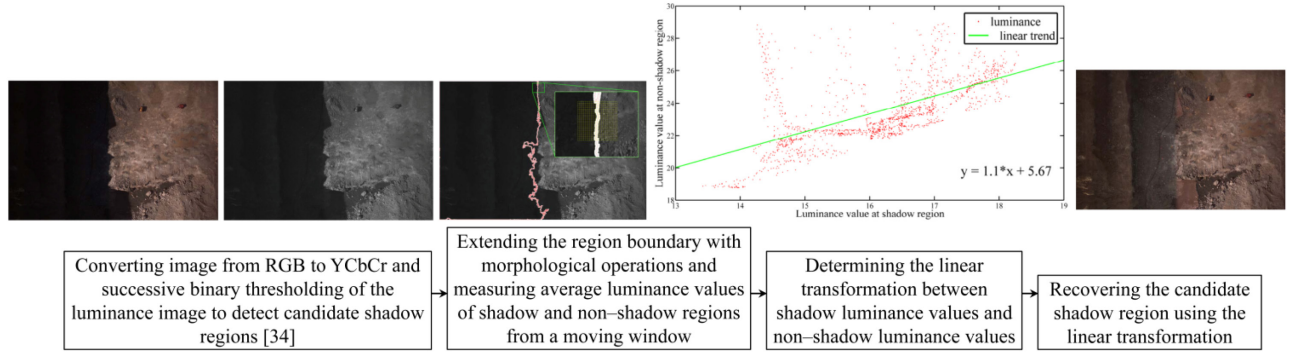 30
28
26
24
22
20
18
Luminance value at non-shadow region
luminance
linear trend
y = 1.1*x + 5.67
13 14 15 16 17 18 19
Luminance value at shadow region
Converting image from RGB to YCbCr and
successive binary thresholding of the
luminance image to detect candidate shadow
regions [34]
Extending the region boundary with
morphological operations and
measuring average luminance values
of shadow and non–shadow regions
from a moving window
Determining the linear
transformation between
shadow luminance values and
non–shadow luminance values
Recovering the candidate
shadow region using the
linear transformation